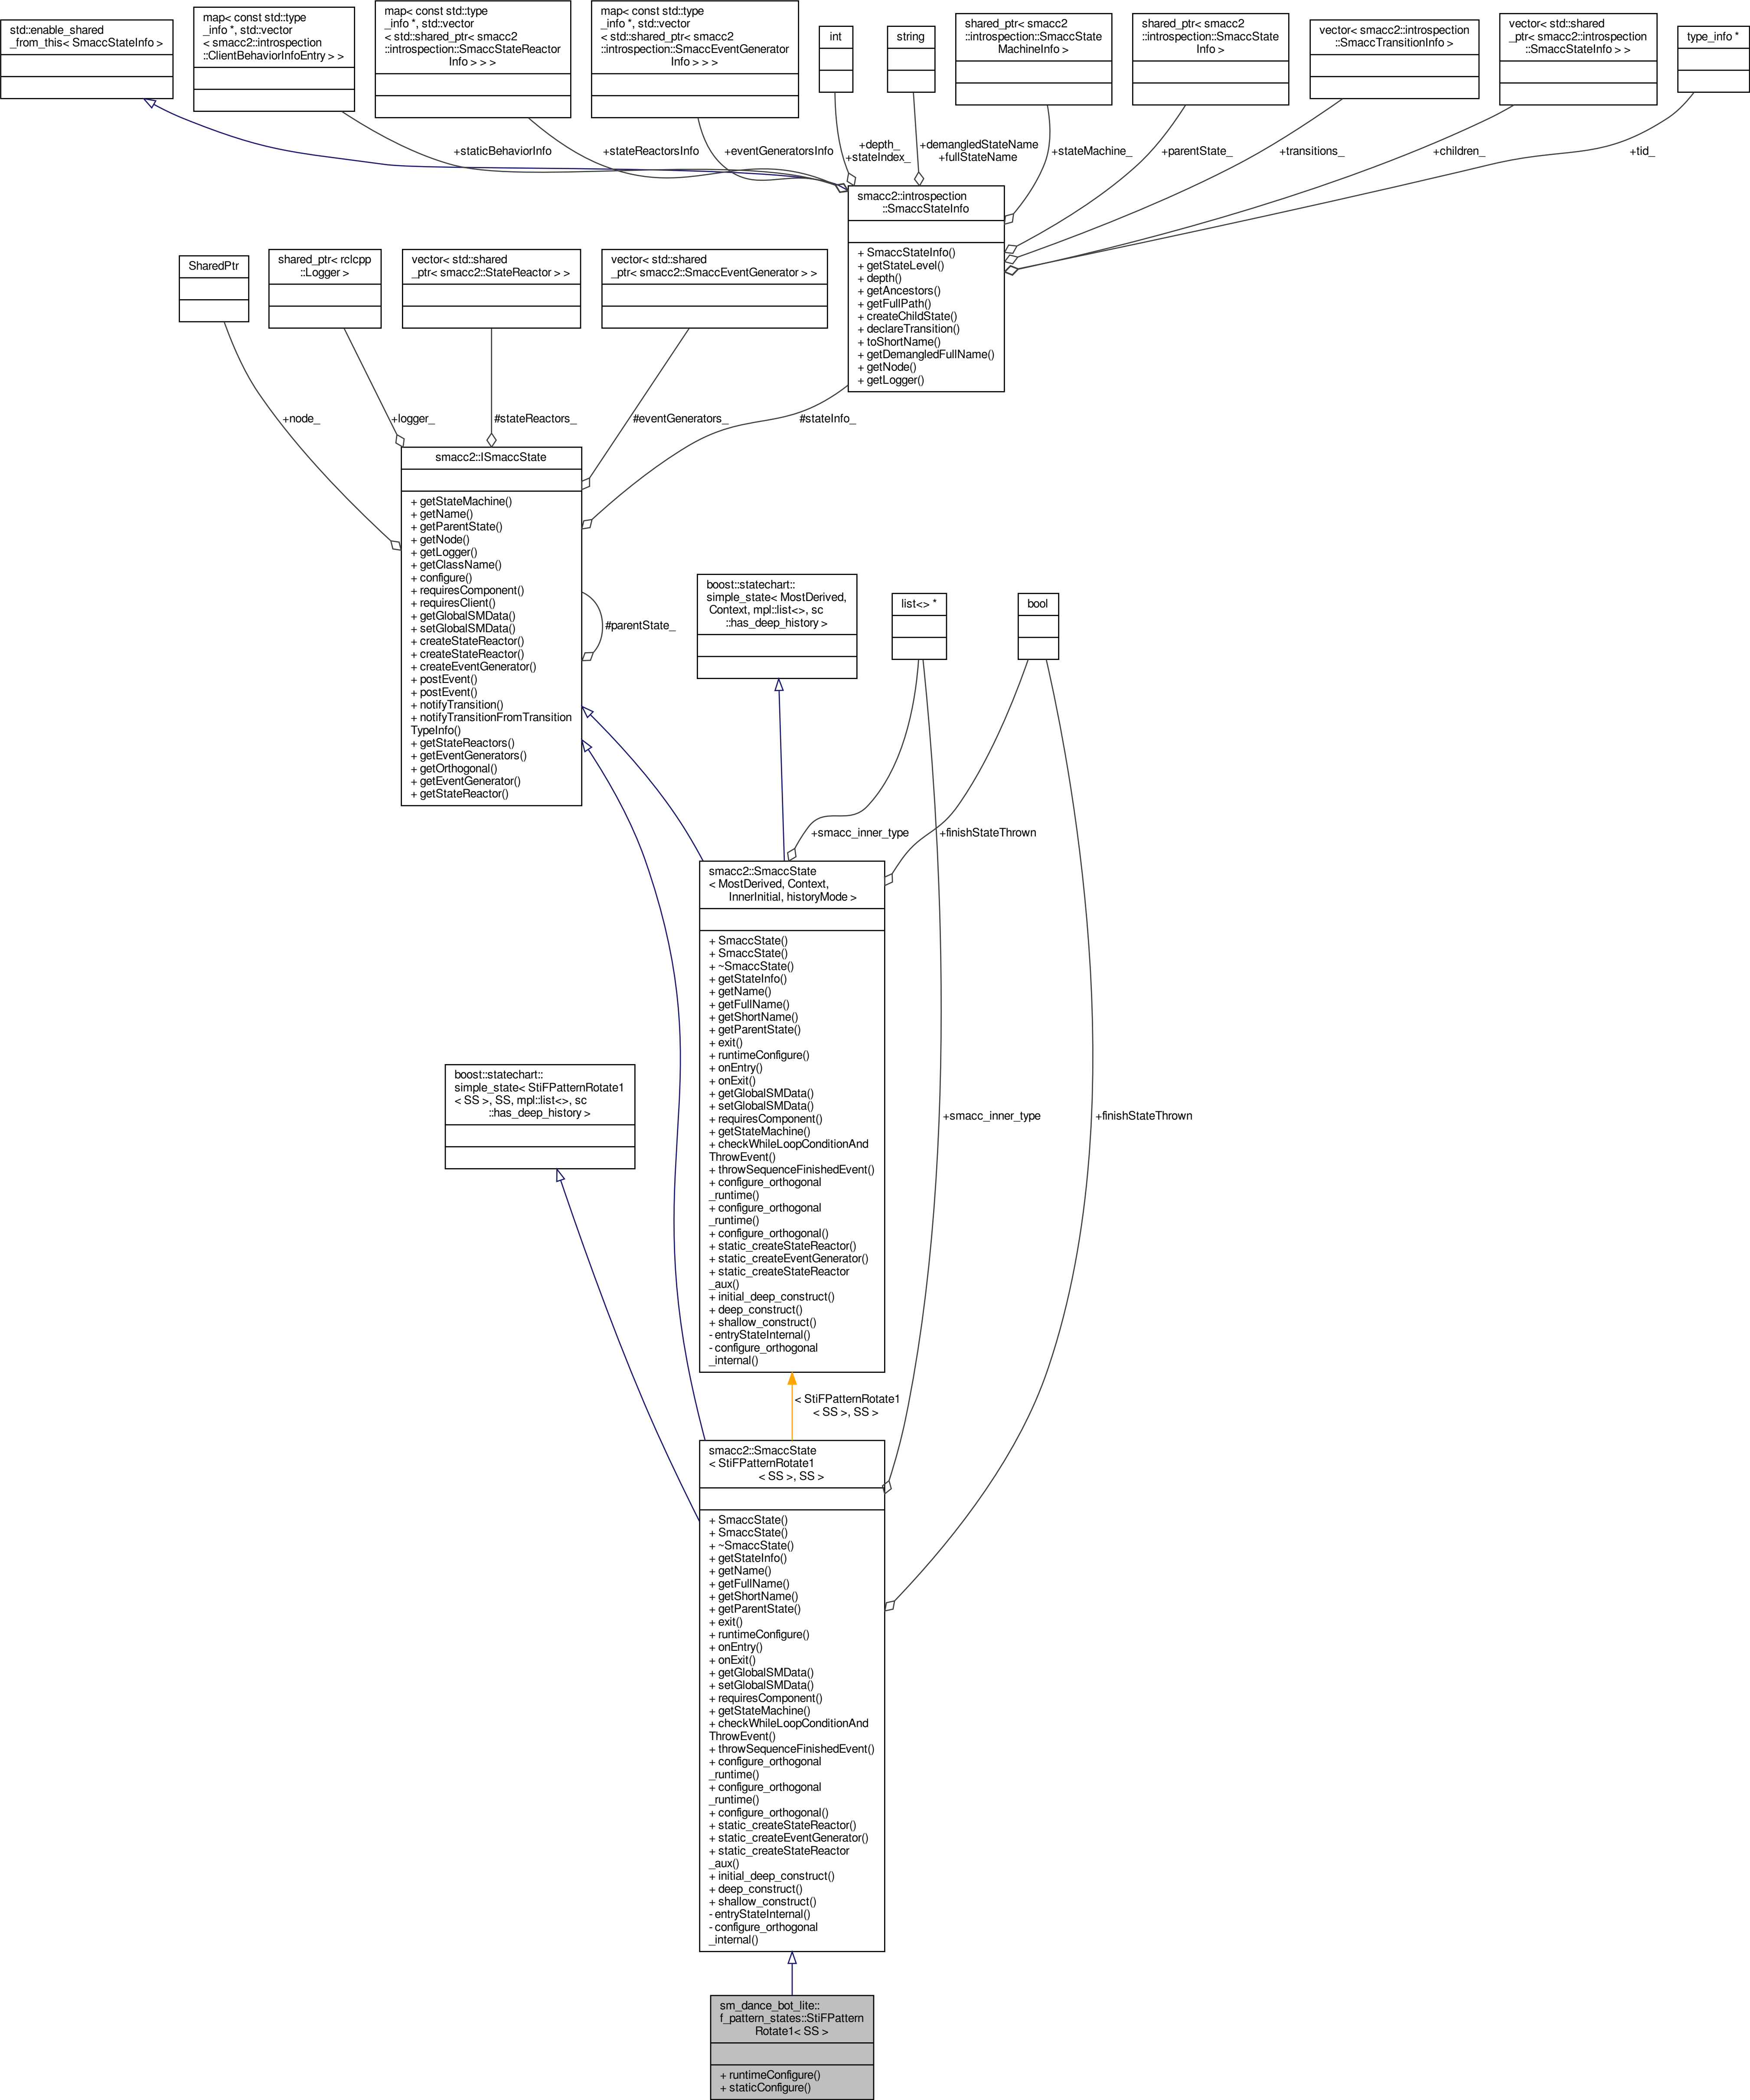 std::enable_shared
_from_this< SmaccStateInfo >
map< const std::type
_info *, std::vector
< smacc2::introspection
::ClientBehaviorInfoEntry > >
map< const std::type
_info *, std::vector
< std::shared_ptr< smacc2
::introspection::SmaccStateReactor
Info > > >
map< const std::type
_info *, std::vector
< std::shared_ptr< smacc2
::introspection::SmaccEventGenerator
Info > > >
int
string
shared_ptr< smacc2
::introspection::SmaccState
MachineInfo >
shared_ptr< smacc2
::introspection::SmaccState
Info >
vector< smacc2::introspection
::SmaccTransitionInfo >
vector< std::shared
_ptr< smacc2::introspection
::SmaccStateInfo > >
type_info *
+staticBehaviorInfo
+stateReactorsInfo
+eventGeneratorsInfo
+depth_
+stateIndex_
+demangledStateName
+fullStateName
+stateMachine_
+parentState_
+transitions_
+children_
+tid_
smacc2::introspection
::SmaccStateInfo
+ SmaccStateInfo()
+ getStateLevel()
+ depth()
+ getAncestors()
+ getFullPath()
+ createChildState()
+ declareTransition()
+ toShortName()
+ getDemangledFullName()
+ getNode()
+ getLogger()
SharedPtr
shared_ptr< rclcpp
::Logger >
vector< std::shared
_ptr< smacc2::StateReactor > >
vector< std::shared
_ptr< smacc2::SmaccEventGenerator > >
+node_
+logger_
#stateReactors_
#eventGenerators_
#stateInfo_
smacc2::ISmaccState
+ getStateMachine()
+ getName()
+ getParentState()
+ getNode()
+ getLogger()
+ getClassName()
+ configure()
+ requiresComponent()
+ requiresClient()
+ getGlobalSMData()
+ setGlobalSMData()
+ createStateReactor()
+ createStateReactor()
+ createEventGenerator()
+ postEvent()
+ postEvent()
+ notifyTransition()
+ notifyTransitionFromTransition
TypeInfo()
+ getStateReactors()
+ getEventGenerators()
+ getOrthogonal()
+ getEventGenerator()
+ getStateReactor()
#parentState_
boost::statechart::
simple_state< MostDerived,
Context, mpl::list<>, sc
::has_deep_history >
list<> *
bool
+smacc_inner_type
+finishStateThrown
smacc2::SmaccState
< MostDerived, Context,
InnerInitial, historyMode >
+ SmaccState()
+ SmaccState()
+ ~SmaccState()
+ getStateInfo()
+ getName()
+ getFullName()
+ getShortName()
+ getParentState()
+ exit()
+ runtimeConfigure()
+ onEntry()
+ onExit()
+ getGlobalSMData()
+ setGlobalSMData()
+ requiresComponent()
+ getStateMachine()
+ checkWhileLoopConditionAnd
ThrowEvent()
+ throwSequenceFinishedEvent()
+ configure_orthogonal
_runtime()
+ configure_orthogonal
_runtime()
+ configure_orthogonal()
+ static_createStateReactor()
+ static_createEventGenerator()
+ static_createStateReactor
_aux()
+ initial_deep_construct()
+ deep_construct()
+ shallow_construct()
- entryStateInternal()
- configure_orthogonal
_internal()
boost::statechart::
simple_state< StiFPatternRotate1
< SS >, SS, mpl::list<>, sc
::has_deep_history >
+smacc_inner_type
+finishStateThrown
< StiFPatternRotate1
< SS >, SS >
smacc2::SmaccState
< StiFPatternRotate1
< SS >, SS >
+ SmaccState()
+ SmaccState()
+ ~SmaccState()
+ getStateInfo()
+ getName()
+ getFullName()
+ getShortName()
+ getParentState()
+ exit()
+ runtimeConfigure()
+ onEntry()
+ onExit()
+ getGlobalSMData()
+ setGlobalSMData()
+ requiresComponent()
+ getStateMachine()
+ checkWhileLoopConditionAnd
ThrowEvent()
+ throwSequenceFinishedEvent()
+ configure_orthogonal
_runtime()
+ configure_orthogonal
_runtime()
+ configure_orthogonal()
+ static_createStateReactor()
+ static_createEventGenerator()
+ static_createStateReactor
_aux()
+ initial_deep_construct()
+ deep_construct()
+ shallow_construct()
- entryStateInternal()
- configure_orthogonal
_internal()
sm_dance_bot_lite::
f_pattern_states::StiFPattern
Rotate1< SS >
+ runtimeConfigure()
+ staticConfigure()